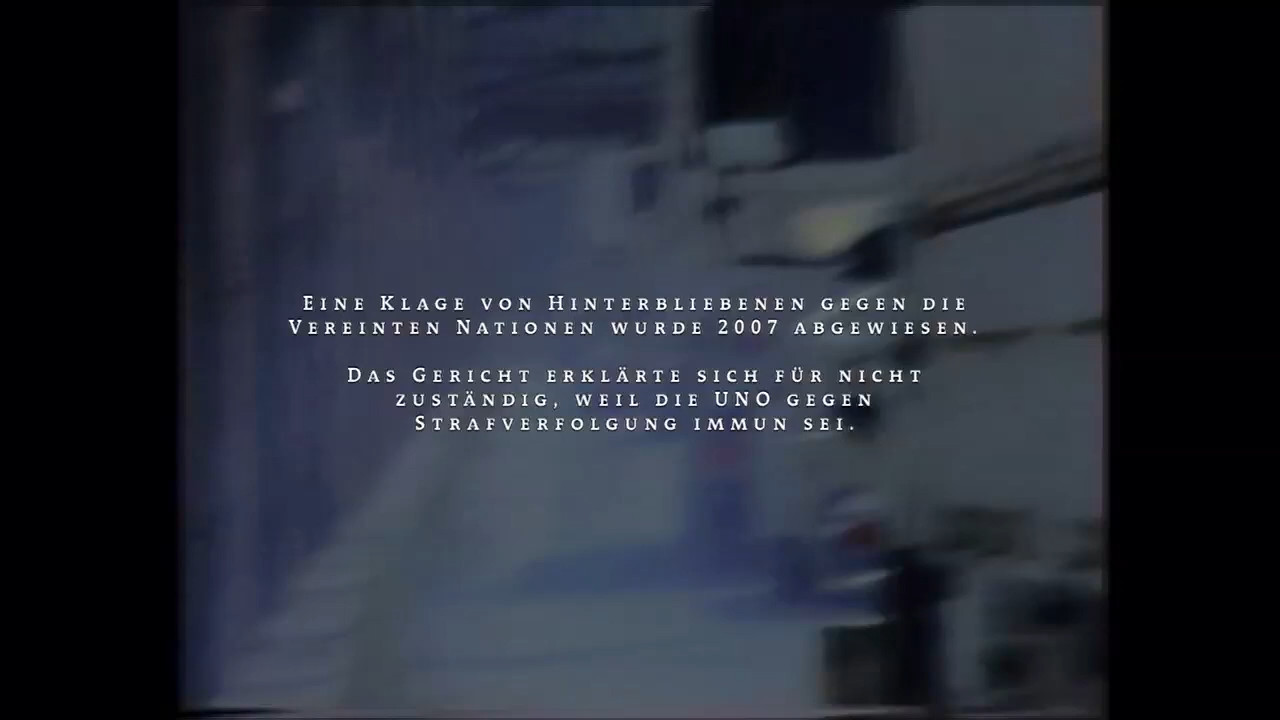 Eine Klage von Hinterbliebenen gegen die
Vereinten Nationen wurde 2007 abgewiesen.
Das Gericht erklärte sich für nicht
zuständig, weil die UNO gegen
Strafverfolgung immun sei.